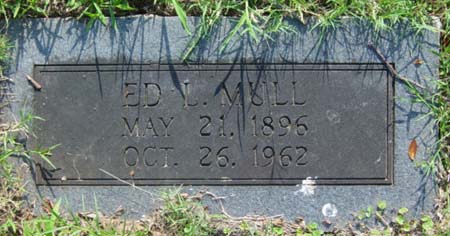 ED L. MULL
MAY 21, 1896
OCT. 26, 1962